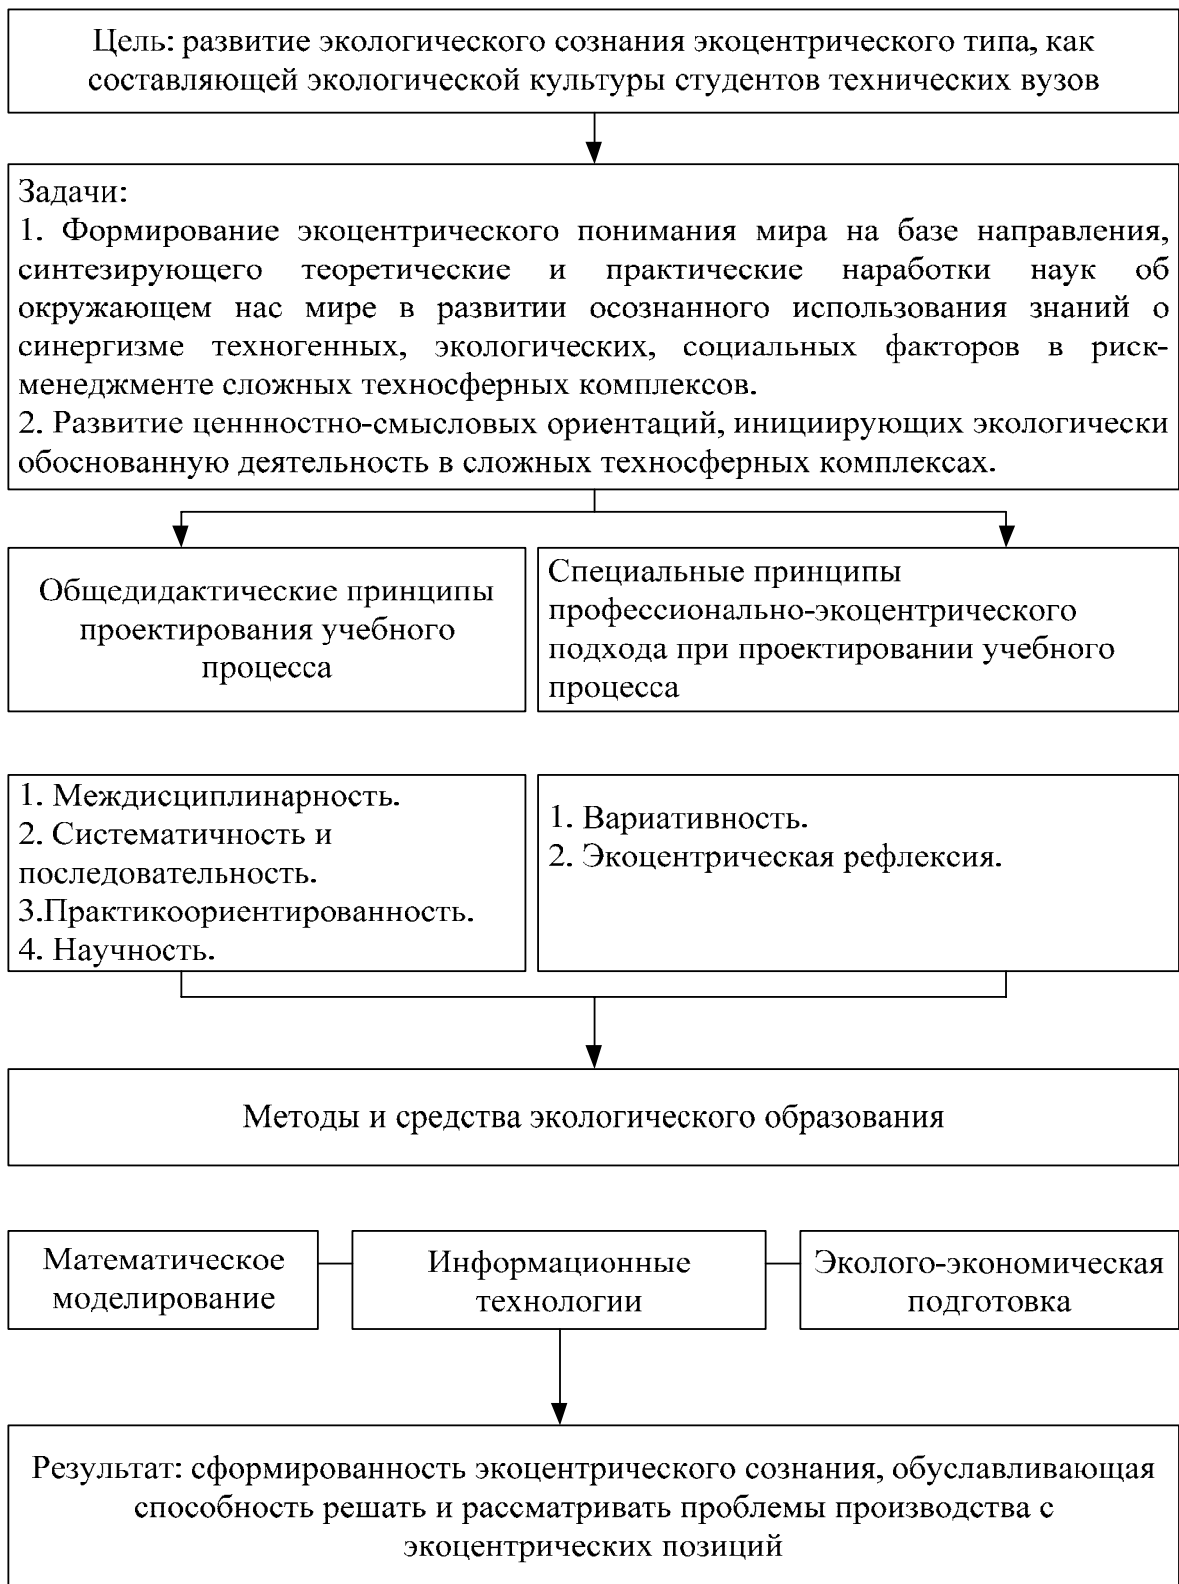 Цель: развитие экологического сознания экоцентрического типа, как
составляющей экологической культуры студентов технических вузов
Задачи:
1. Формирование экоцентрического понимания мира на базе направления,
синтезирующего теоретические и практические наработки наук об
окружающем нас мире в развитии осознанного использования знаний о
синергизме техногенных, экологических, социальных факторов в риск-
менеджменте сложных техносферных комплексов.
2. Развитие ценнностно-смысловых ориентаций, инициирующих экологически
обоснованную деятельность в сложных техносферных комплексах.
Общедидактические принципы
проектирования учебного
процесса
Специальные принципы
профессионально-экоцентрического
подхода при проектировании учебного
процесса
1. Междисциплинарность.
2. Систематичность и
последовательность.
3.Практикоориентированность.
4. Научность.
1. Вариативность.
2. Экоцентрическая рефлексия.
Методы и средства экологического образования
Математическое
моделирование
Информационные
технологии
Эколого-экономическая
подготовка
Результат: сформированность экоцентрического сознания, обуславливающая
способность решать и рассматривать проблемы производства с
экоцентрических позиций